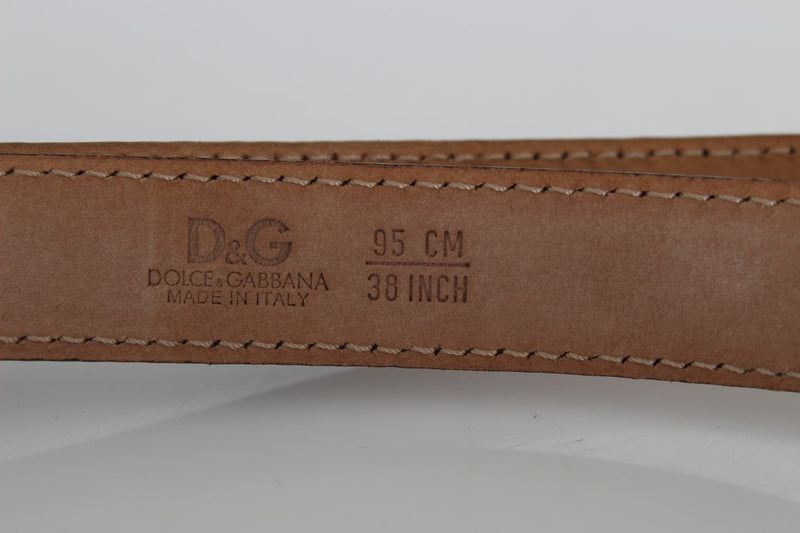 D&G
DOLCE & GABBANA
MADE IN ITALY
95 CM
38 INCH